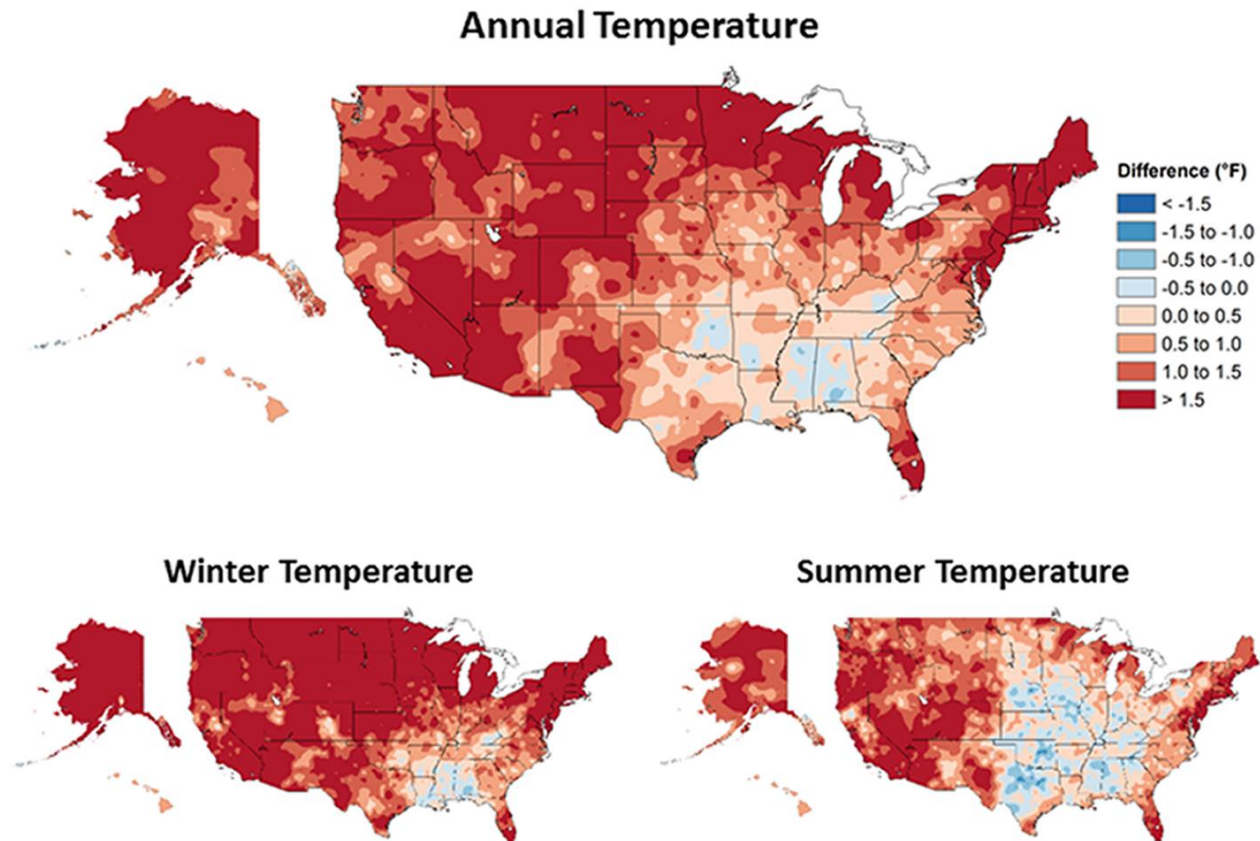 Annual Temperature
Difference (°F)
< -1.5
-1.5 to -1.0
-0.5 to -1.0
-0.5 to 0.0
0.0 to 0.5
0.5 to 1.0
1.0 to 1.5
> 1.5
Winter Temperature
Summer Temperature